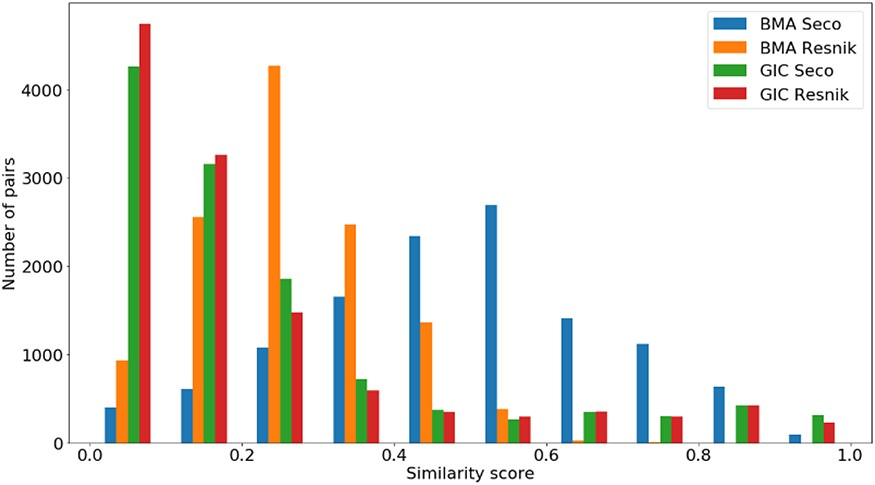 BMA Seco
BMA Resnik
GIC Seco
GIC Resnik
Number of pairs
4000
3000
2000
1000
0
0.0 0.2 0.4 0.6 0.8 1.0
Similarity score